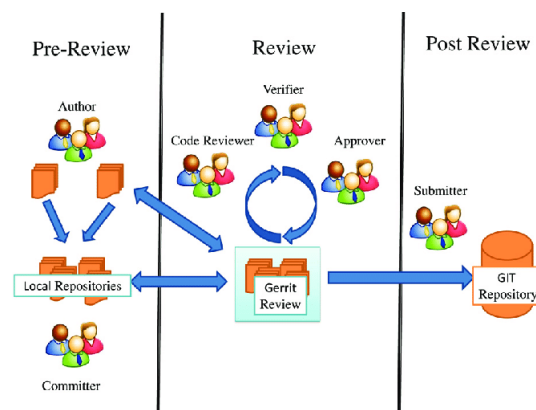 Pre-Review
Review
Post Review
Author
Verifier
Code Reviewer
Approver
Submitter
Local Repositories
Gerrit
Review
GIT
Repository
Committer